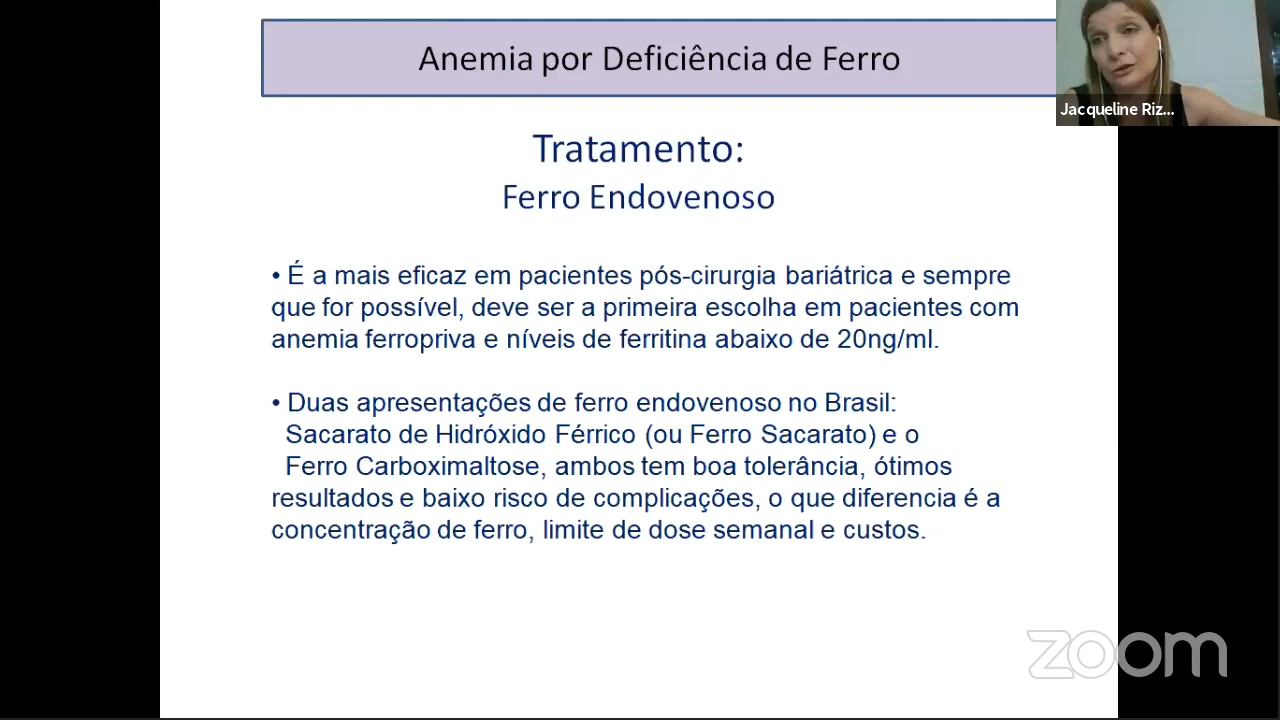 Anemia por Deficiência de Ferro
Jacqueline Riz...
Tratamento:
Ferro Endovenoso
• É a mais eficaz em pacientes pós-cirurgia bariátrica e sempre
que for possível, deve ser a primeira escolha em pacientes com
anemia ferropriva e níveis de ferritina abaixo de 20ng/ml.
• Duas apresentações de ferro endovenoso no Brasil:
Sacarato de Hidróxido Férrico (ou Ferro Sacarato) e o
Ferro Carboximaltose, ambos tem boa tolerância, ótimos
resultados e baixo risco de complicações, o que diferencia é a
concentração de ferro, limite de dose semanal e custos.
zoom